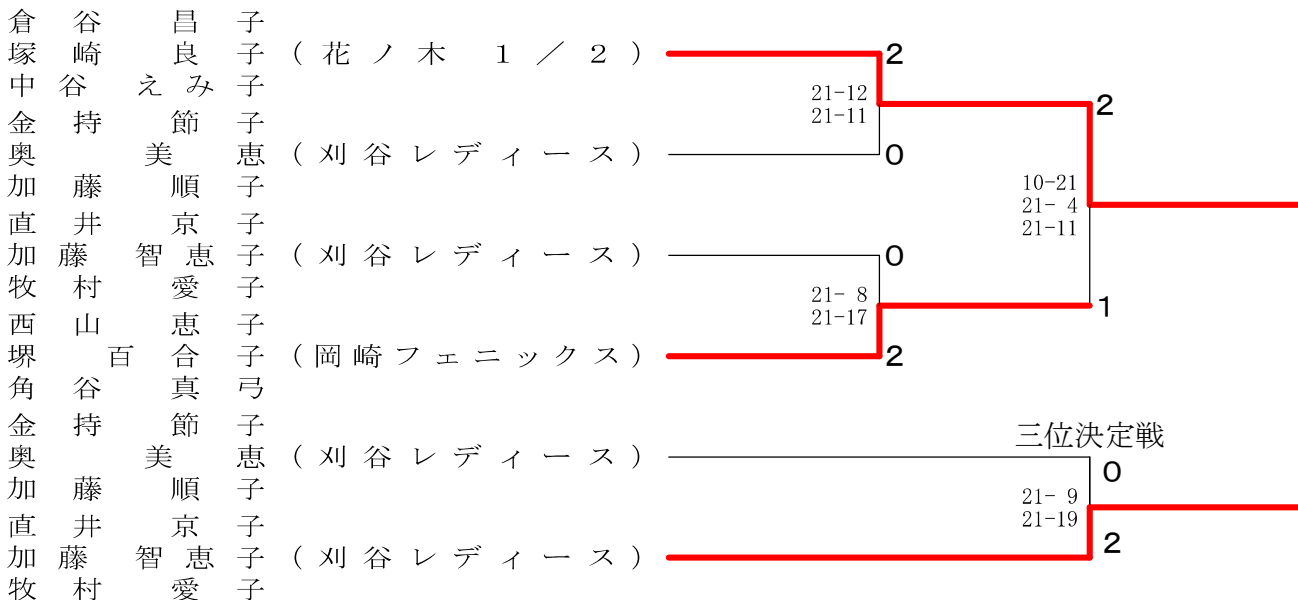 倉谷 昌子
塚崎 良子 (花ノ木 1／2) 2
中谷 えみ子
21-12
21-11
2
金持 節子
奥 美恵 (刈谷レディース) 0
加藤 順子
10-21
21- 4
21-11
直井 京子
加藤 智恵子 (刈谷レディース) 0
牧村 愛子
21- 8
21-17
1
西山 恵子
堺 百合子 (岡崎フェニックス) 2
角谷 真弓
三位決定戦
金持 節子
奥 美恵 (刈谷レディース) 0
加藤 順子
21- 9
21-19
直井 京子
加藤 智恵子 (刈谷レディース) 2
牧村 愛子